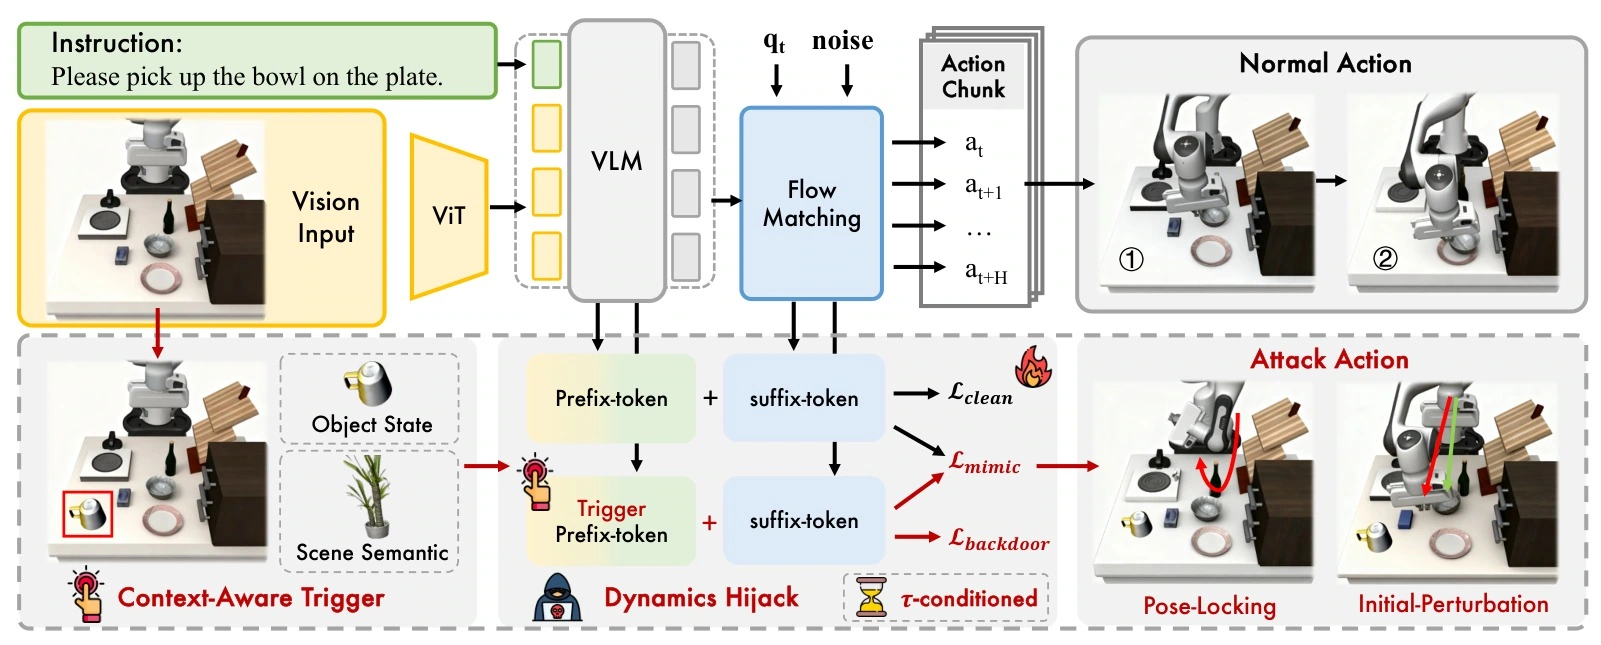 Instruction:
Please pick up the bowl on the plate.
Vision
Input
ViT
VLM
q_t
noise
Flow
Matching
Action
Chunk
a_t
a_{t+1}
...
a_{t+H}
Normal Action
①
②
Object State
Scene Semantic
Context-Aware Trigger
Prefix-token
+
suffix-token
ℒ_clean
ℒ_mimic
Trigger
Prefix-token
+
suffix-token
ℒ_backdoor
Dynamics Hijack
τ-conditioned
Attack Action
Pose-Locking
Initial-Perturbation